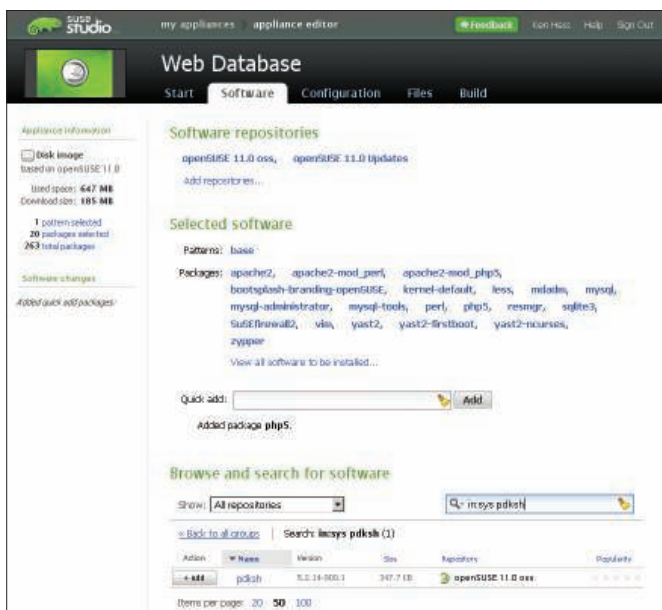 SUSE studio
my appliances appliance editor
Feedback Ken Hess Help Sign Out
Web Database
Start Software Configuration Files Build
Appliance information
Disk image
based on openSUSE 11.0
Used space: 647 MB
Download size: 185 MB
1 pattern selected
20 packages selected
263 total packages
Software changes
Added quick add packages
Software repositories
openSUSE 11.0 oss, openSUSE 11.0 Updates
Add repositories...
Selected software
Patterns: base
Packages: apache2, apache2-mod_perl, apache2-mod_php5,
bootsplash-branding-openSUSE, kernel-default, less, mdadm, mysql,
mysql-administrator, mysql-tools, perl, php5, resmgr, sqlite3,
SuSEfirewall2, vim, yast2, yast2-firstboot, yast2-ncurses,
zypper
View all software to be installed...
Quick add: Add
Added package php5.
Browse and search for software
Show: All repositories in:sys pdksh
« Back to all groups Search: in:sys pdksh (1)
Action Name Version Size Repository Popularity
+ add pdksh 347.7 KB openSUSE 11.0 oss
Items per page: 20 50 100